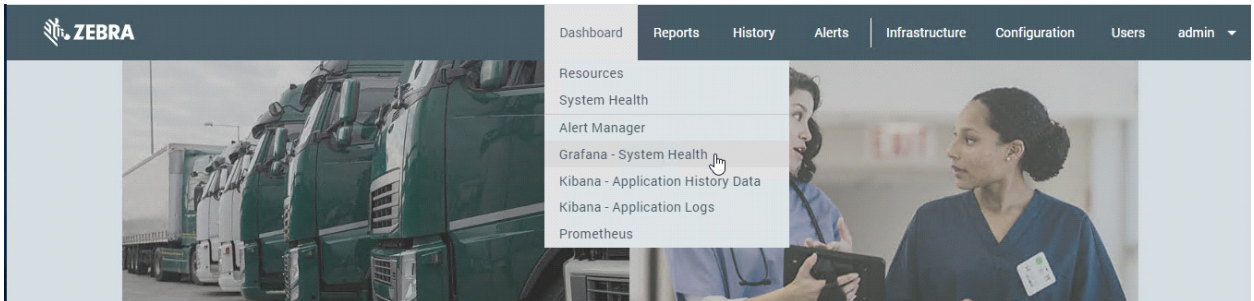 ZEBRA
Dashboard Reports History Alerts Infrastructure Configuration Users admin
Resources
System Health
Alert Manager
Grafana - System Health
Kibana - Application History Data
Kibana - Application Logs
Prometheus